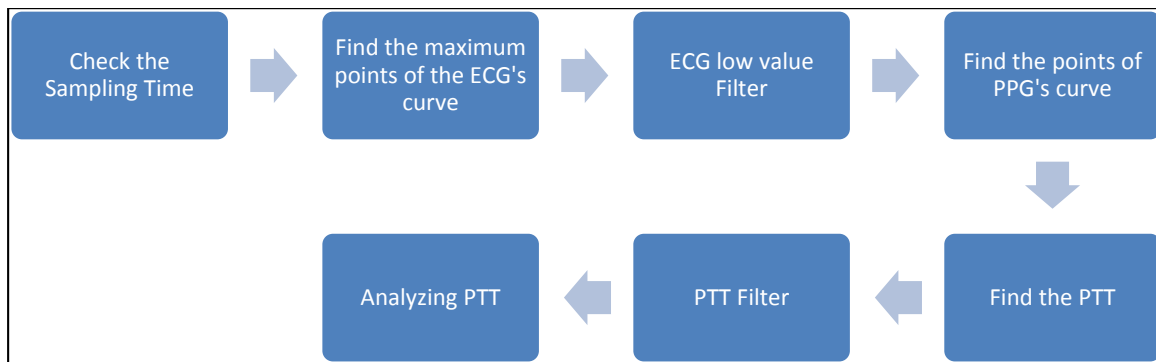 Check the
Sampling Time
Find the maximum
points of the ECG's
curve
ECG low value
Filter
Find the points of
PPG's curve
Find the PTT
PTT Filter
Analyzing PTT